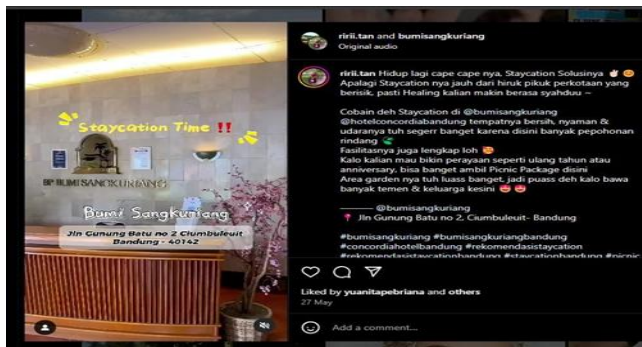 Staycation Time !!
BP BUMI SANGKURIANG
Bumi Sangkuriang
Jln Gunung Batu no 2 Ciumbuleuit
Bandung - 40142
ririi.tan and bumisangkuriang
Original audio
ririi.tan Hidup lagi cape cape nya, Staycation Solusinya
Apalagi Staycation nya jauh dari hiruk pikuk perkotaan yang
berisik, pasti Healing kalian makin berasa syahduu ~
Cobain deh Staycation di @bumisangkuriang
@hotelconcordiabandung tempatnya bersih, nyaman &
udaranya tuh segerr banget karena disini banyak pepohonan
rindang
Fasilitasnya juga lengkap loh
Kalo kalian mau bikin perayaan seperti ulang tahun atau
anniversary, bisa banget ambil Picnic Package disini
Area garden nya tuh luass banget, jadi puass deh kalo bawa
banyak temen & keluarga kesini
——— @bumisangkuriang
Jln Gunung Batu no 2, Ciumbuleuit- Bandung
#bumisangkuriang #bumisangkuriangbandung
#concordiahotelbandung #rekomendasistaycation
#rekomendasistaycationbandung #staycationbandung #picnic
Liked by yuanitapebriana and others
27 May
Add a comment...